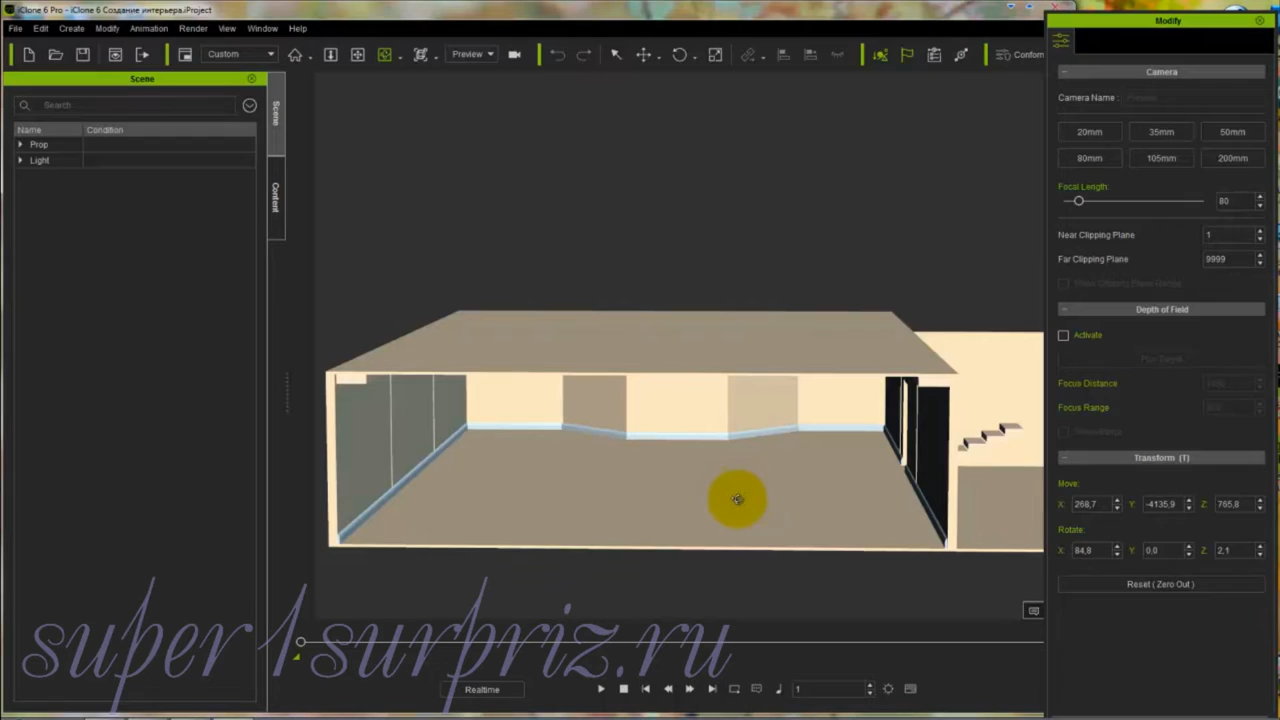 iClone 6 Pro - iClone 6 Создание интерьера.iProject
File Edit Create Modify Animation Render View Window Help
Custom
Preview
Conform
Scene
Search
Name Condition
Prop
Light
Scene
Content
Modify
Camera
Camera Name :
20mm 35mm 50mm
80mm 105mm 200mm
Focal Length:
80
Near Clipping Plane 1
Far Clipping Plane 9999
Depth of Field
Activate
Focus Distance
Focus Range
Transform (T)
Move:
X: 268,7 Y: -4135,9 Z: 765,8
Rotate:
X: 84,8 Y: 0,0 Z: 2,1
Reset ( Zero Out )
super1surpriz.ru
Realtime
1